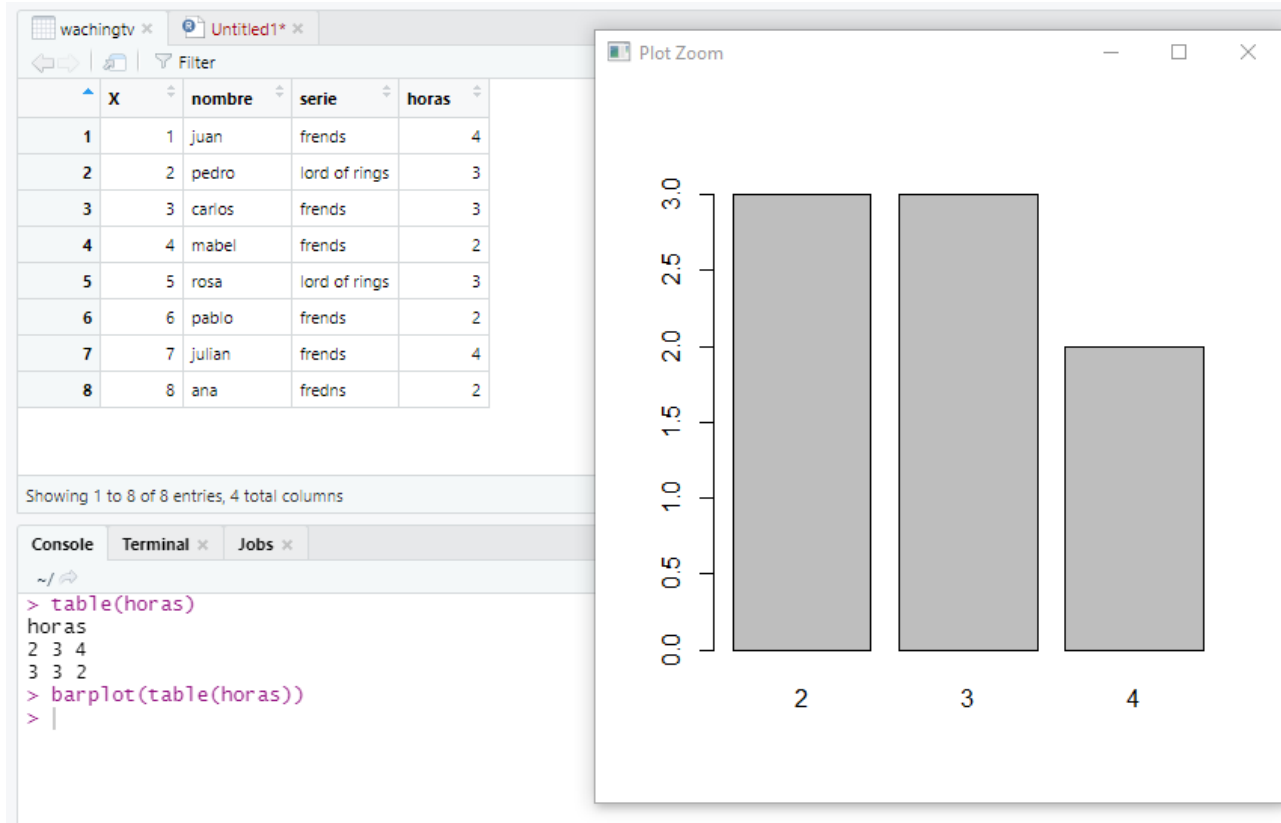 wachingtv × Untitled1* ×
Filter
X nombre serie horas
1 1 juan frends 4
2 2 pedro lord of rings 3
3 3 carlos frends 3
4 4 mabel frends 2
5 5 rosa lord of rings 3
6 6 pablo frends 2
7 7 julian frends 4
8 8 ana fredns 2
Showing 1 to 8 of 8 entries, 4 total columns
Console Terminal × Jobs ×
~/
> table(horas)
horas
2 3 4
3 3 2
> barplot(table(horas))
>
Plot Zoom
3.0
2.5
2.0
1.5
1.0
0.5
0.0
2 3 4